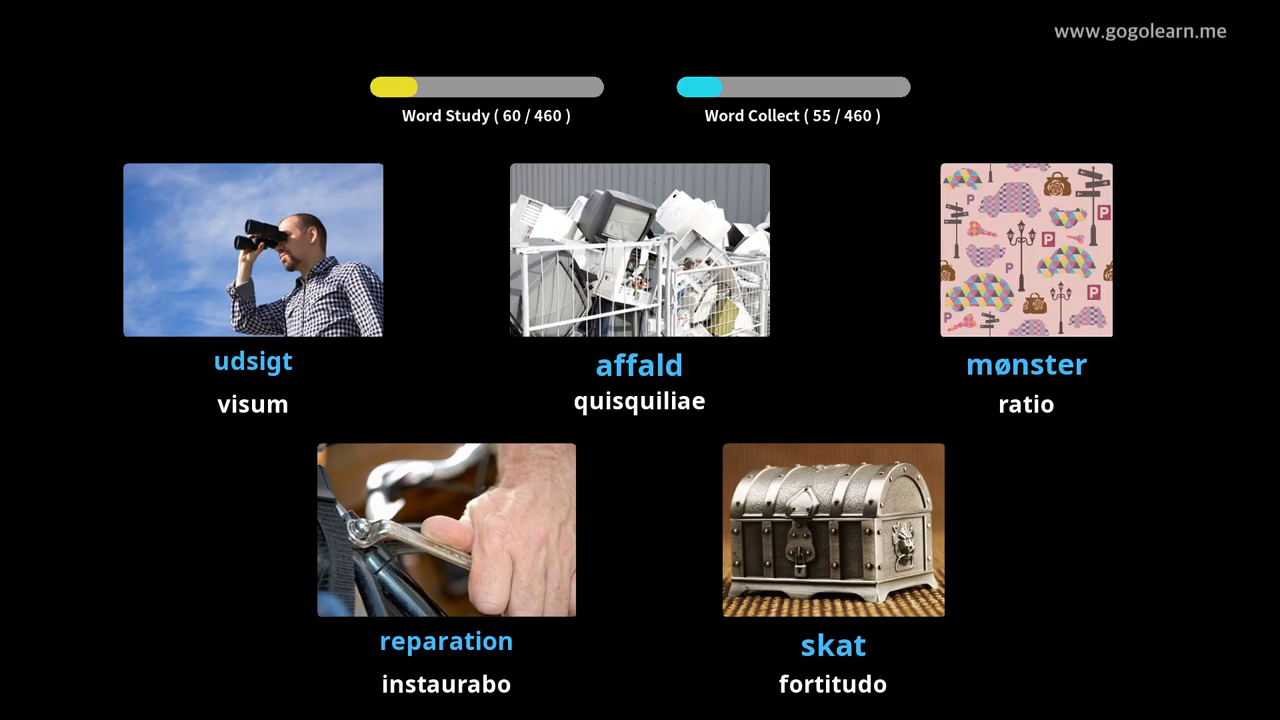 www.gogolearn.me
Word Study ( 60 / 460 )
Word Collect ( 55 / 460 )
udsigt
visum
affald
quisquiliae
P
P
P
P
P
P
mønster
ratio
reparation
instaurabo
skat
fortitudo